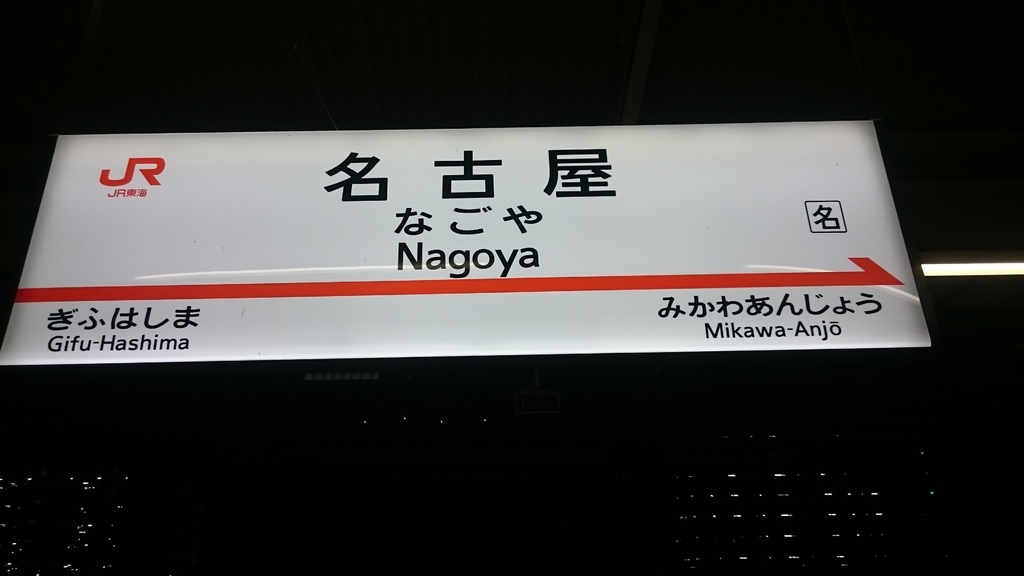 JR
JR東海
名古屋
なごや
Nagoya
名
ぎふはしま
Gifu-Hashima
みかわあんじょう
Mikawa-Anjō